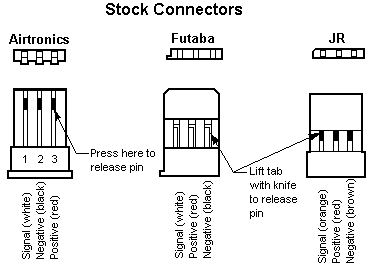 Stock Connectors
Airtronics
Futaba
JR
1 2 3
Press here to
release pin
Lift tab
with knife
to release
pin
Signal (white)
Negative (black)
Positive (red)
Signal (white)
Positive (red)
Negative (black)
Signal (orange)
Positive (red)
Negative (brown)